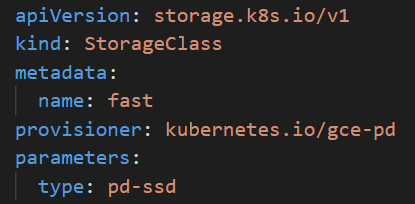 apiVersion: storage.k8s.io/v1
kind: StorageClass
metadata:
  name: fast
provisioner: kubernetes.io/gce-pd
parameters:
  type: pd-ssd